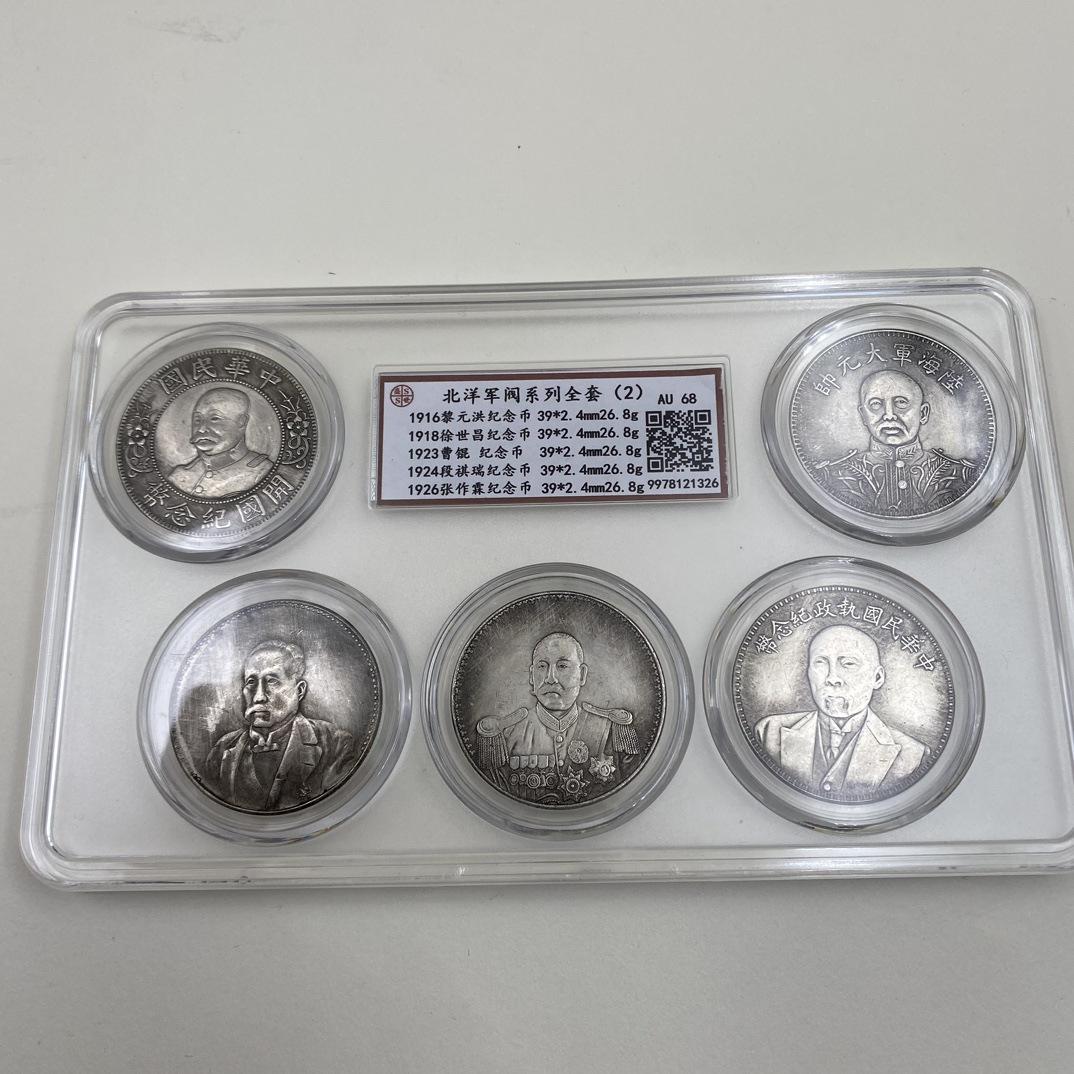 中華民國
開國紀念幣
北洋军阀系列全套（2） AU 68
1916黎元洪纪念币 39*2.4mm26.8g
1918徐世昌纪念币 39*2.4mm26.8g
1923曹锟 纪念币 39*2.4mm26.8g
1924段祺瑞纪念币 39*2.4mm26.8g
1926张作霖纪念币 39*2.4mm26.8g
9978121326
陸海軍大元帥
中華民國執政紀念幣